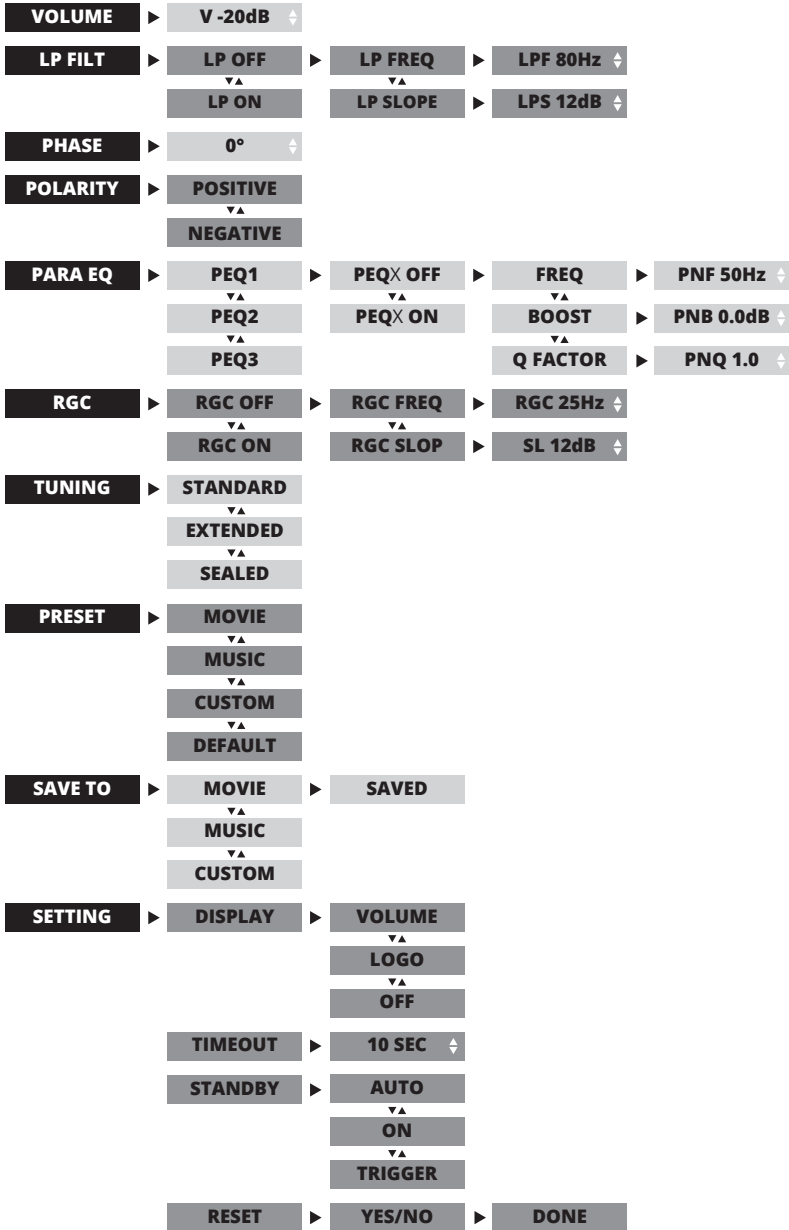 VOLUME V -20dB
LP FILT LP OFF LP FREQ LPF 80Hz
LP ON LP SLOPE LPS 12dB
PHASE 0°
POLARITY POSITIVE
NEGATIVE
PARA EQ PEQ1 PEQX OFF FREQ PNF 50Hz
PEQ2 PEQX ON BOOST PNB 0.0dB
PEQ3 Q FACTOR PNQ 1.0
RGC RGC OFF RGC FREQ RGC 25Hz
RGC ON RGC SLOP SL 12dB
TUNING STANDARD
EXTENDED
SEALED
PRESET MOVIE
MUSIC
CUSTOM
DEFAULT
SAVE TO MOVIE SAVED
MUSIC
CUSTOM
SETTING DISPLAY VOLUME
LOGO
OFF
TIMEOUT 10 SEC
STANDBY AUTO
ON
TRIGGER
RESET YES/NO DONE